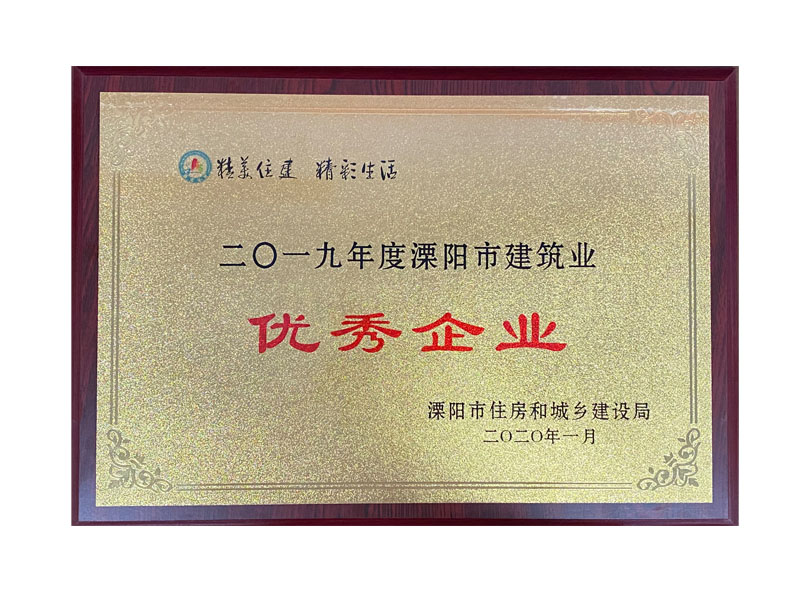 精美住建 精彩生活
二〇一九年度溧阳市建筑业
优秀企业
溧阳市住房和城乡建设局
二〇二〇年一月